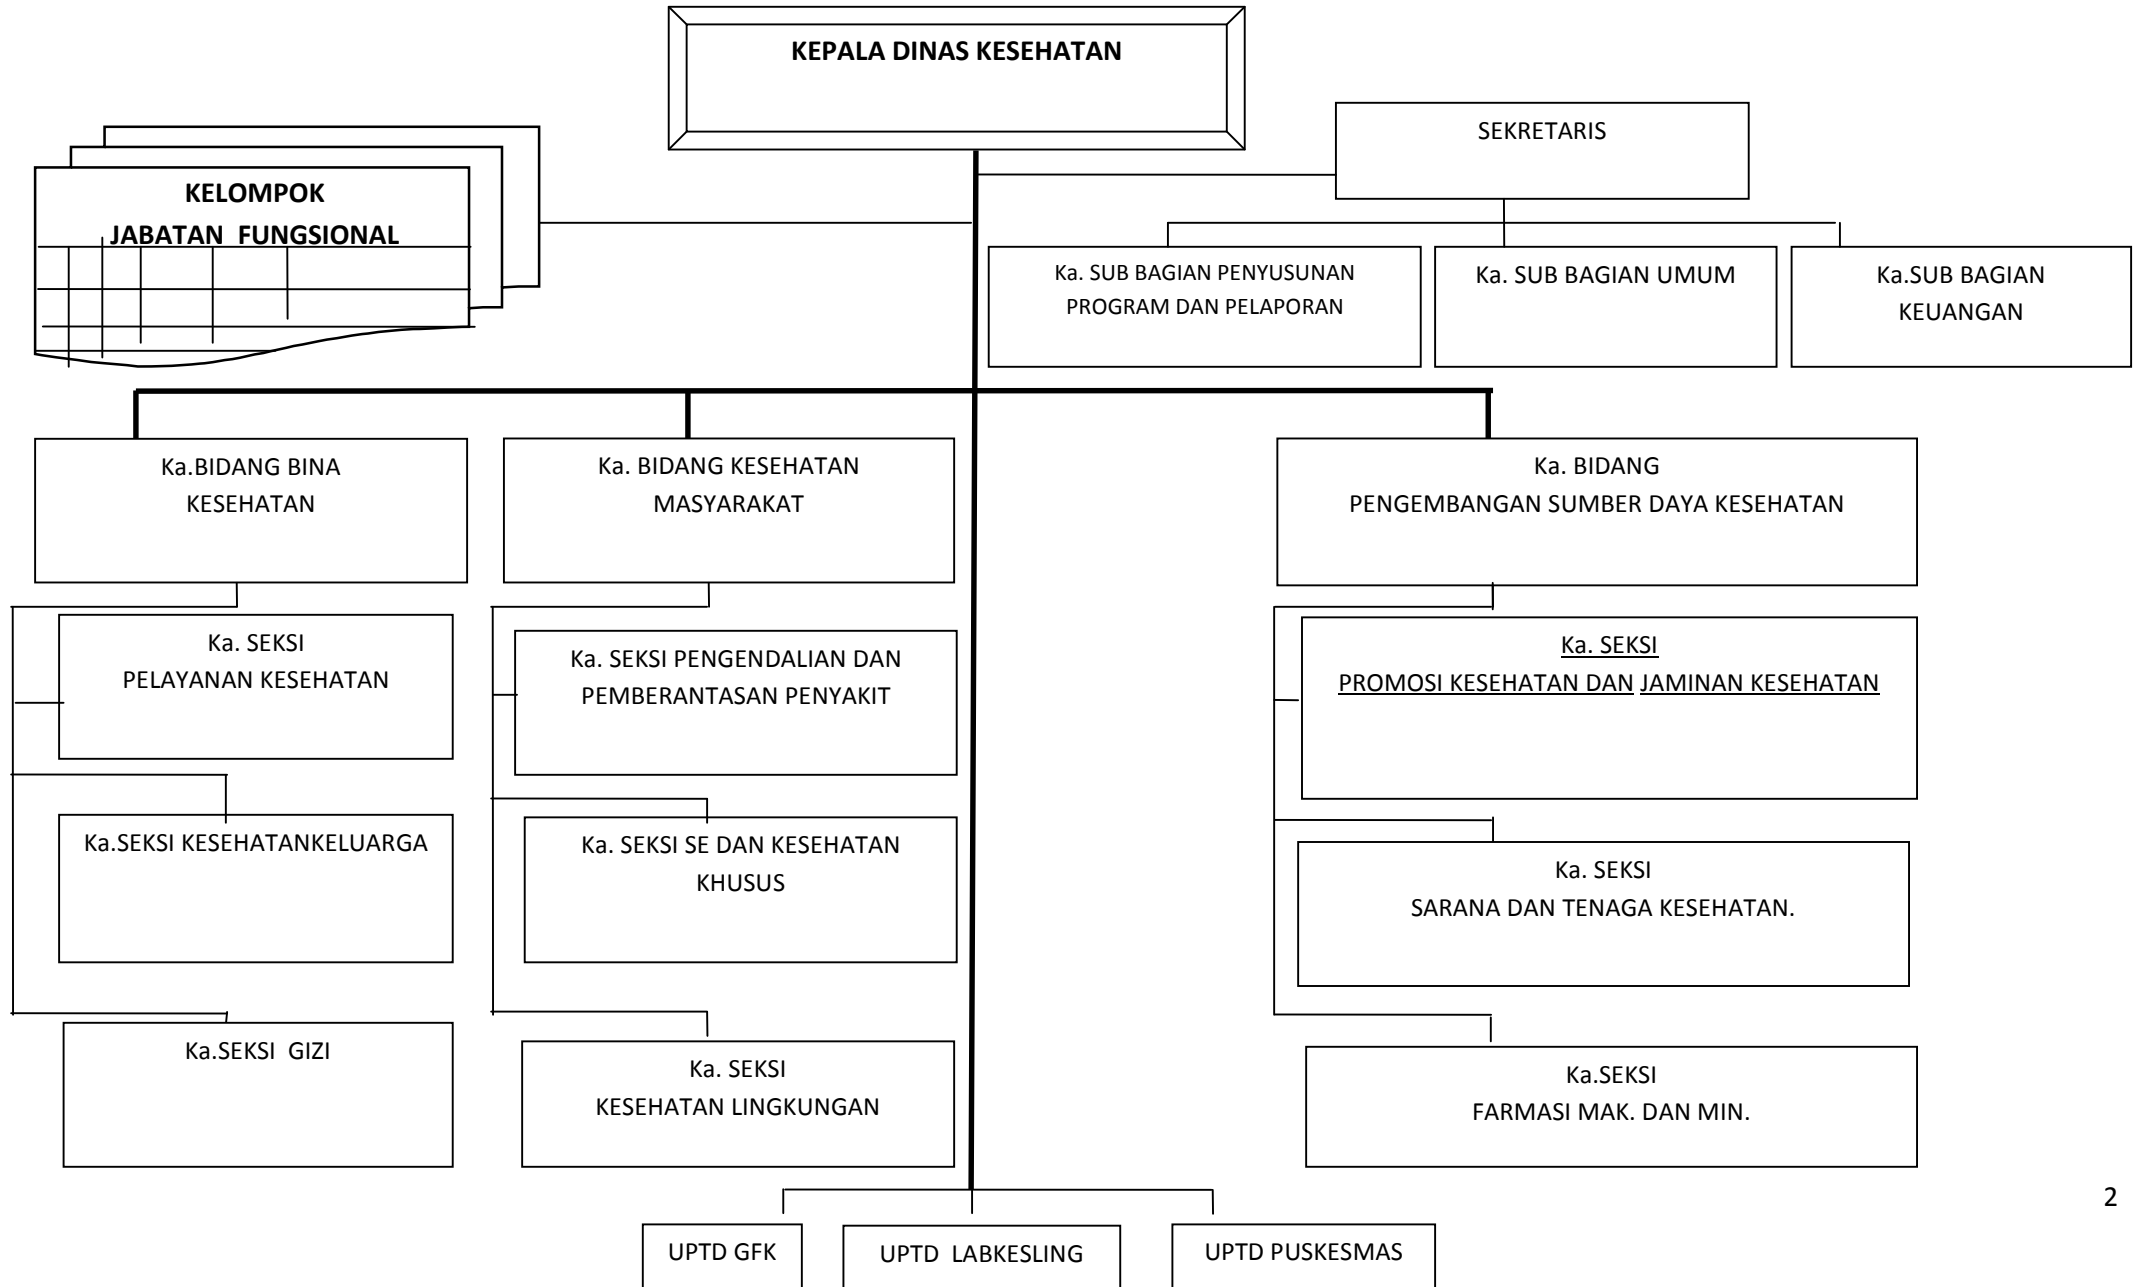 KEPALA DINAS KESEHATAN
SEKRETARIS
KELOMPOK
JABATAN FUNGSIONAL
Ka. SUB BAGIAN PENYUSUNAN
PROGRAM DAN PELAPORAN
Ka. SUB BAGIAN UMUM
Ka.SUB BAGIAN
KEUANGAN
Ka.BIDANG BINA
KESEHATAN
Ka. BIDANG KESEHATAN
MASYARAKAT
Ka. BIDANG
PENGEMBANGAN SUMBER DAYA KESEHATAN
Ka. SEKSI
PELAYANAN KESEHATAN
Ka. SEKSI PENGENDALIAN DAN
PEMBERANTASAN PENYAKIT
Ka. SEKSI
PROMOSI KESEHATAN DAN JAMINAN KESEHATAN
Ka.SEKSI KESEHATANKELUARGA
Ka. SEKSI SE DAN KESEHATAN
KHUSUS
Ka. SEKSI
SARANA DAN TENAGA KESEHATAN.
Ka.SEKSI GIZI
Ka. SEKSI
KESEHATAN LINGKUNGAN
Ka.SEKSI
FARMASI MAK. DAN MIN.
UPTD GFK
UPTD LABKESLING
UPTD PUSKESMAS
2